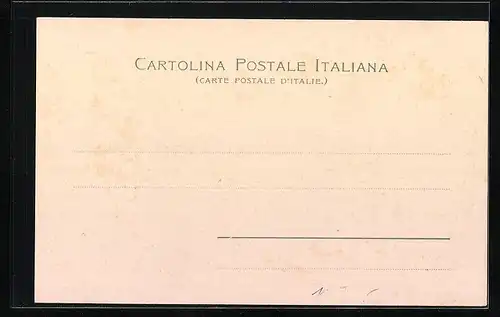 CARTOLINA POSTALE ITALIANA
(CARTE POSTALE D'ITALIE.)